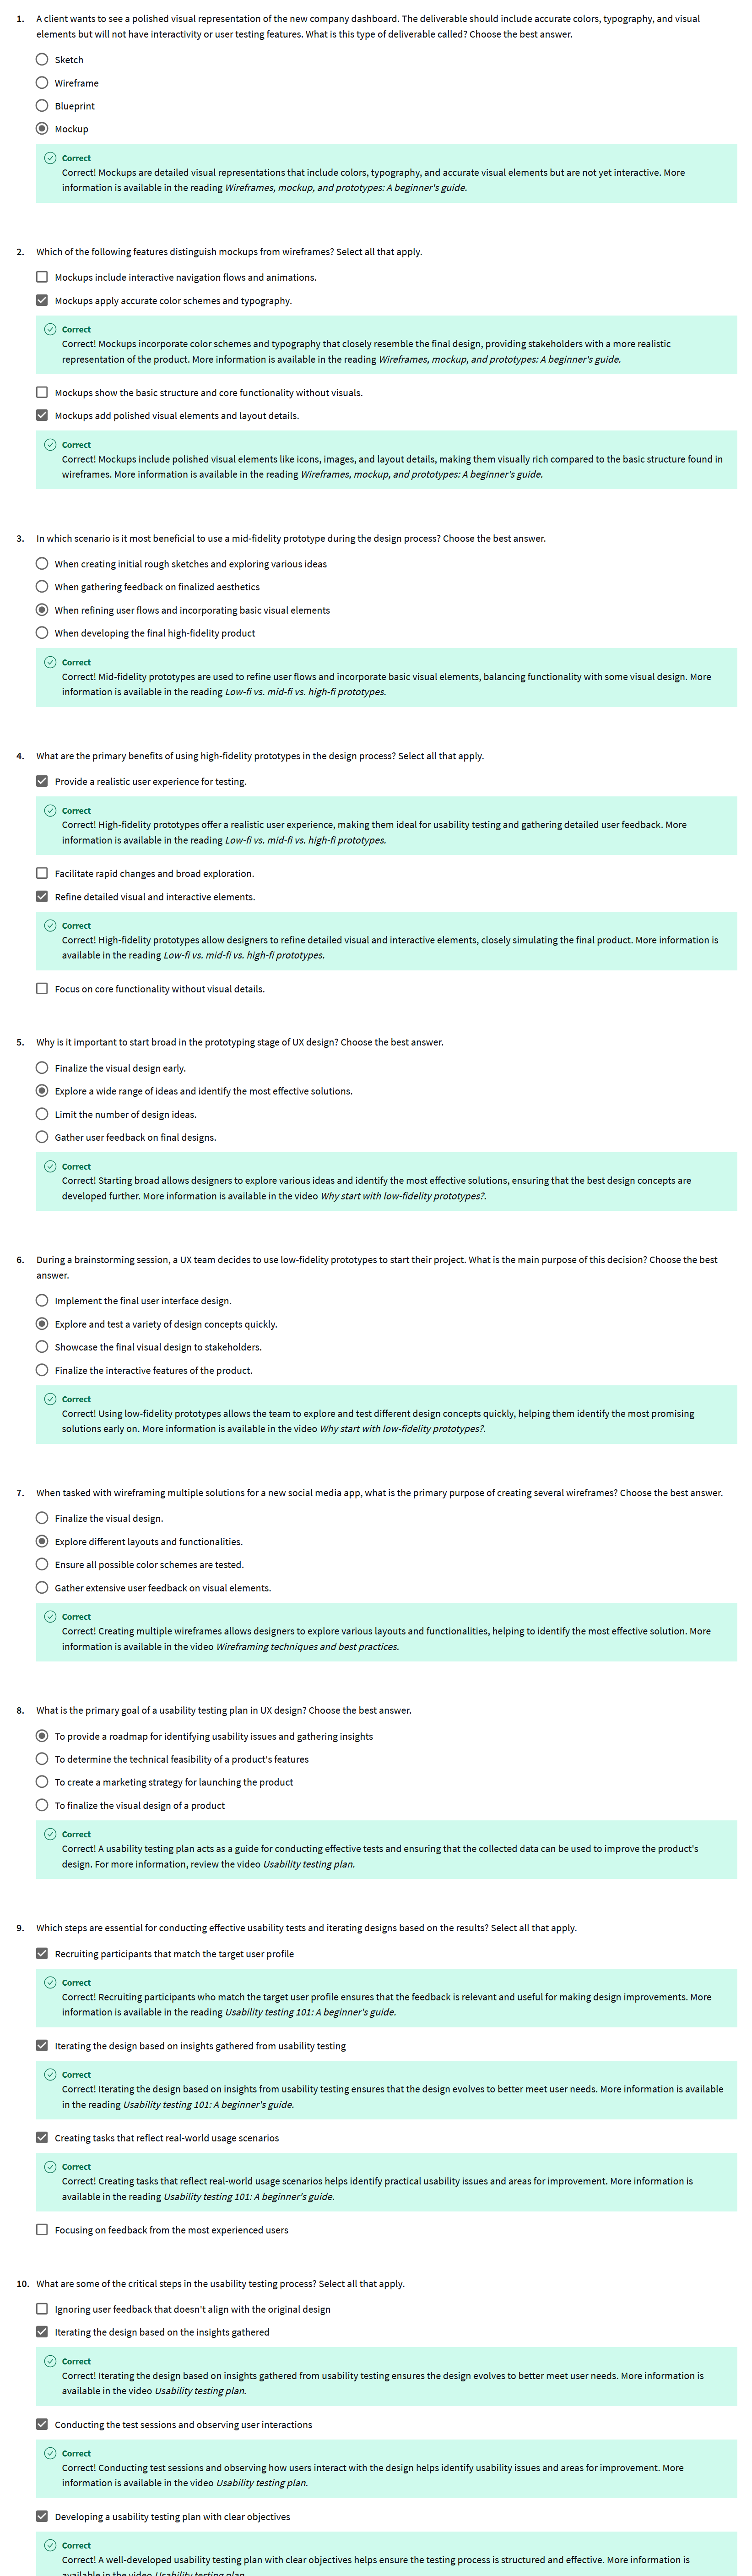 1. A client wants to see a polished visual representation of the new company dashboard. The deliverable should include accurate colors, typography, and visual
elements but will not have interactivity or user testing features. What is this type of deliverable called? Choose the best answer.
Sketch
Wireframe
Blueprint
Mockup
Correct
Correct! Mockups are detailed visual representations that include colors, typography, and accurate visual elements but are not yet interactive. More
information is available in the reading Wireframes, mockup, and prototypes: A beginner's guide.
2. Which of the following features distinguish mockups from wireframes? Select all that apply.
Mockups include interactive navigation flows and animations.
Mockups apply accurate color schemes and typography.
Correct
Correct! Mockups incorporate color schemes and typography that closely resemble the final design, providing stakeholders with a more realistic
representation of the product. More information is available in the reading Wireframes, mockup, and prototypes: A beginner's guide.
Mockups show the basic structure and core functionality without visuals.
Mockups add polished visual elements and layout details.
Correct
Correct! Mockups include polished visual elements like icons, images, and layout details, making them visually rich compared to the basic structure found in
wireframes. More information is available in the reading Wireframes, mockup, and prototypes: A beginner's guide.
3. In which scenario is it most beneficial to use a mid-fidelity prototype during the design process? Choose the best answer.
When creating initial rough sketches and exploring various ideas
When gathering feedback on finalized aesthetics
When refining user flows and incorporating basic visual elements
When developing the final high-fidelity product
Correct
Correct! Mid-fidelity prototypes are used to refine user flows and incorporate basic visual elements, balancing functionality with some visual design. More
information is available in the reading Low-fi vs. mid-fi vs. high-fi prototypes.
4. What are the primary benefits of using high-fidelity prototypes in the design process? Select all that apply.
Provide a realistic user experience for testing.
Correct
Correct! High-fidelity prototypes offer a realistic user experience, making them ideal for usability testing and gathering detailed user feedback. More
information is available in the reading Low-fi vs. mid-fi vs. high-fi prototypes.
Facilitate rapid changes and broad exploration.
Refine detailed visual and interactive elements.
Correct
Correct! High-fidelity prototypes allow designers to refine detailed visual and interactive elements, closely simulating the final product. More information is
available in the reading Low-fi vs. mid-fi vs. high-fi prototypes.
Focus on core functionality without visual details.
5. Why is it important to start broad in the prototyping stage of UX design? Choose the best answer.
Finalize the visual design early.
Explore a wide range of ideas and identify the most effective solutions.
Limit the number of design ideas.
Gather user feedback on final designs.
Correct
Correct! Starting broad allows designers to explore various ideas and identify the most effective solutions, ensuring that the best design concepts are
developed further. More information is available in the video Why start with low-fidelity prototypes?.
6. During a brainstorming session, a UX team decides to use low-fidelity prototypes to start their project. What is the main purpose of this decision? Choose the best
answer.
Implement the final user interface design.
Explore and test a variety of design concepts quickly.
Showcase the final visual design to stakeholders.
Finalize the interactive features of the product.
Correct
Correct! Using low-fidelity prototypes allows the team to explore and test different design concepts quickly, helping them identify the most promising
solutions early on. More information is available in the video Why start with low-fidelity prototypes?.
7. When tasked with wireframing multiple solutions for a new social media app, what is the primary purpose of creating several wireframes? Choose the best answer.
Finalize the visual design.
Explore different layouts and functionalities.
Ensure all possible color schemes are tested.
Gather extensive user feedback on visual elements.
Correct
Correct! Creating multiple wireframes allows designers to explore various layouts and functionalities, helping to identify the most effective solution. More
information is available in the video Wireframing techniques and best practices.
8. What is the primary goal of a usability testing plan in UX design? Choose the best answer.
To provide a roadmap for identifying usability issues and gathering insights
To determine the technical feasibility of a product's features
To create a marketing strategy for launching the product
To finalize the visual design of a product
Correct
Correct! A usability testing plan acts as a guide for conducting effective tests and ensuring that the collected data can be used to improve the product's
design. For more information, review the video Usability testing plan.
9. Which steps are essential for conducting effective usability tests and iterating designs based on the results? Select all that apply.
Recruiting participants that match the target user profile
Correct
Correct! Recruiting participants who match the target user profile ensures that the feedback is relevant and useful for making design improvements. More
information is available in the reading Usability testing 101: A beginner's guide.
Iterating the design based on insights gathered from usability testing
Correct
Correct! Iterating the design based on insights from usability testing ensures that the design evolves to better meet user needs. More information is available
in the reading Usability testing 101: A beginner's guide.
Creating tasks that reflect real-world usage scenarios
Correct
Correct! Creating tasks that reflect real-world usage scenarios helps identify practical usability issues and areas for improvement. More information is
available in the reading Usability testing 101: A beginner's guide.
Focusing on feedback from the most experienced users
10. What are some of the critical steps in the usability testing process? Select all that apply.
Ignoring user feedback that doesn't align with the original design
Iterating the design based on the insights gathered
Correct
Correct! Iterating the design based on insights gathered from usability testing ensures the design evolves to better meet user needs. More information is
available in the video Usability testing plan.
Conducting the test sessions and observing user interactions
Correct
Correct! Conducting test sessions and observing how users interact with the design helps identify usability issues and areas for improvement. More
information is available in the video Usability testing plan.
Developing a usability testing plan with clear objectives
Correct
Correct! A well-developed usability testing plan with clear objectives helps ensure the testing process is structured and effective. More information is
available in the video Usability testing plan.